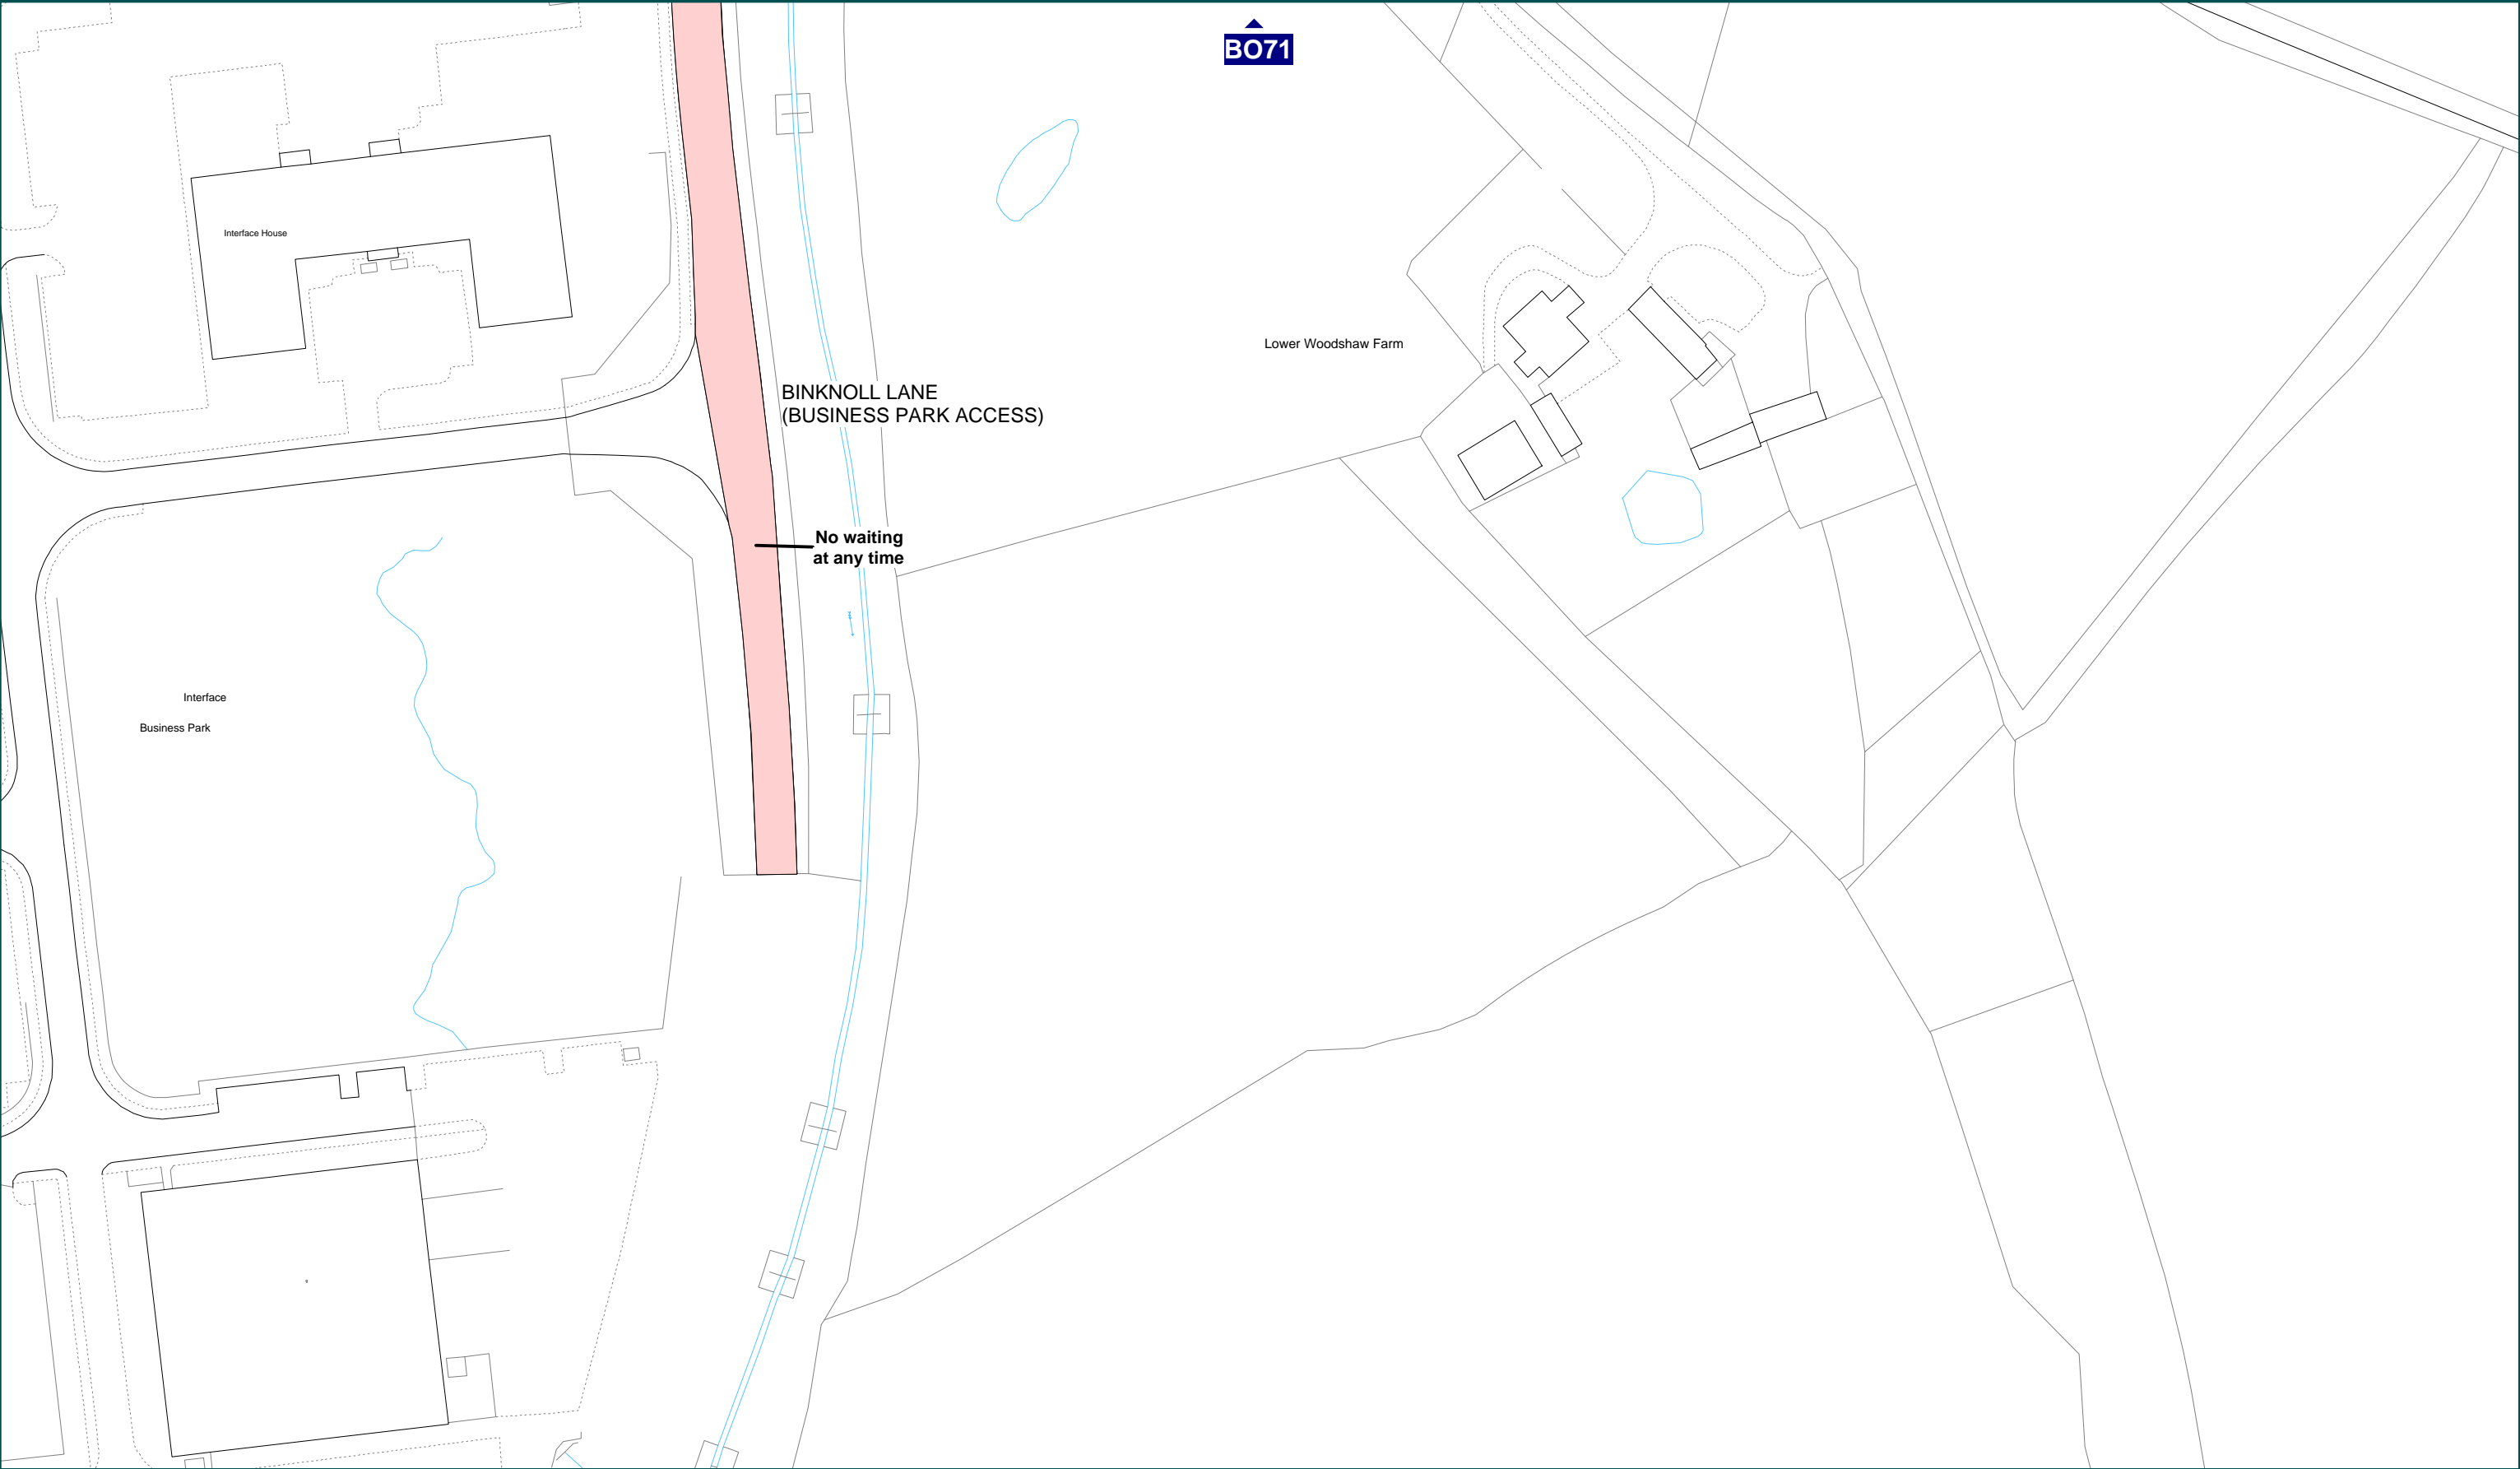 BO71
Interface House
Lower Woodshaw Farm
BINKNOLL LANE
(BUSINESS PARK ACCESS)
No waiting
at any time
Interface
Business Park